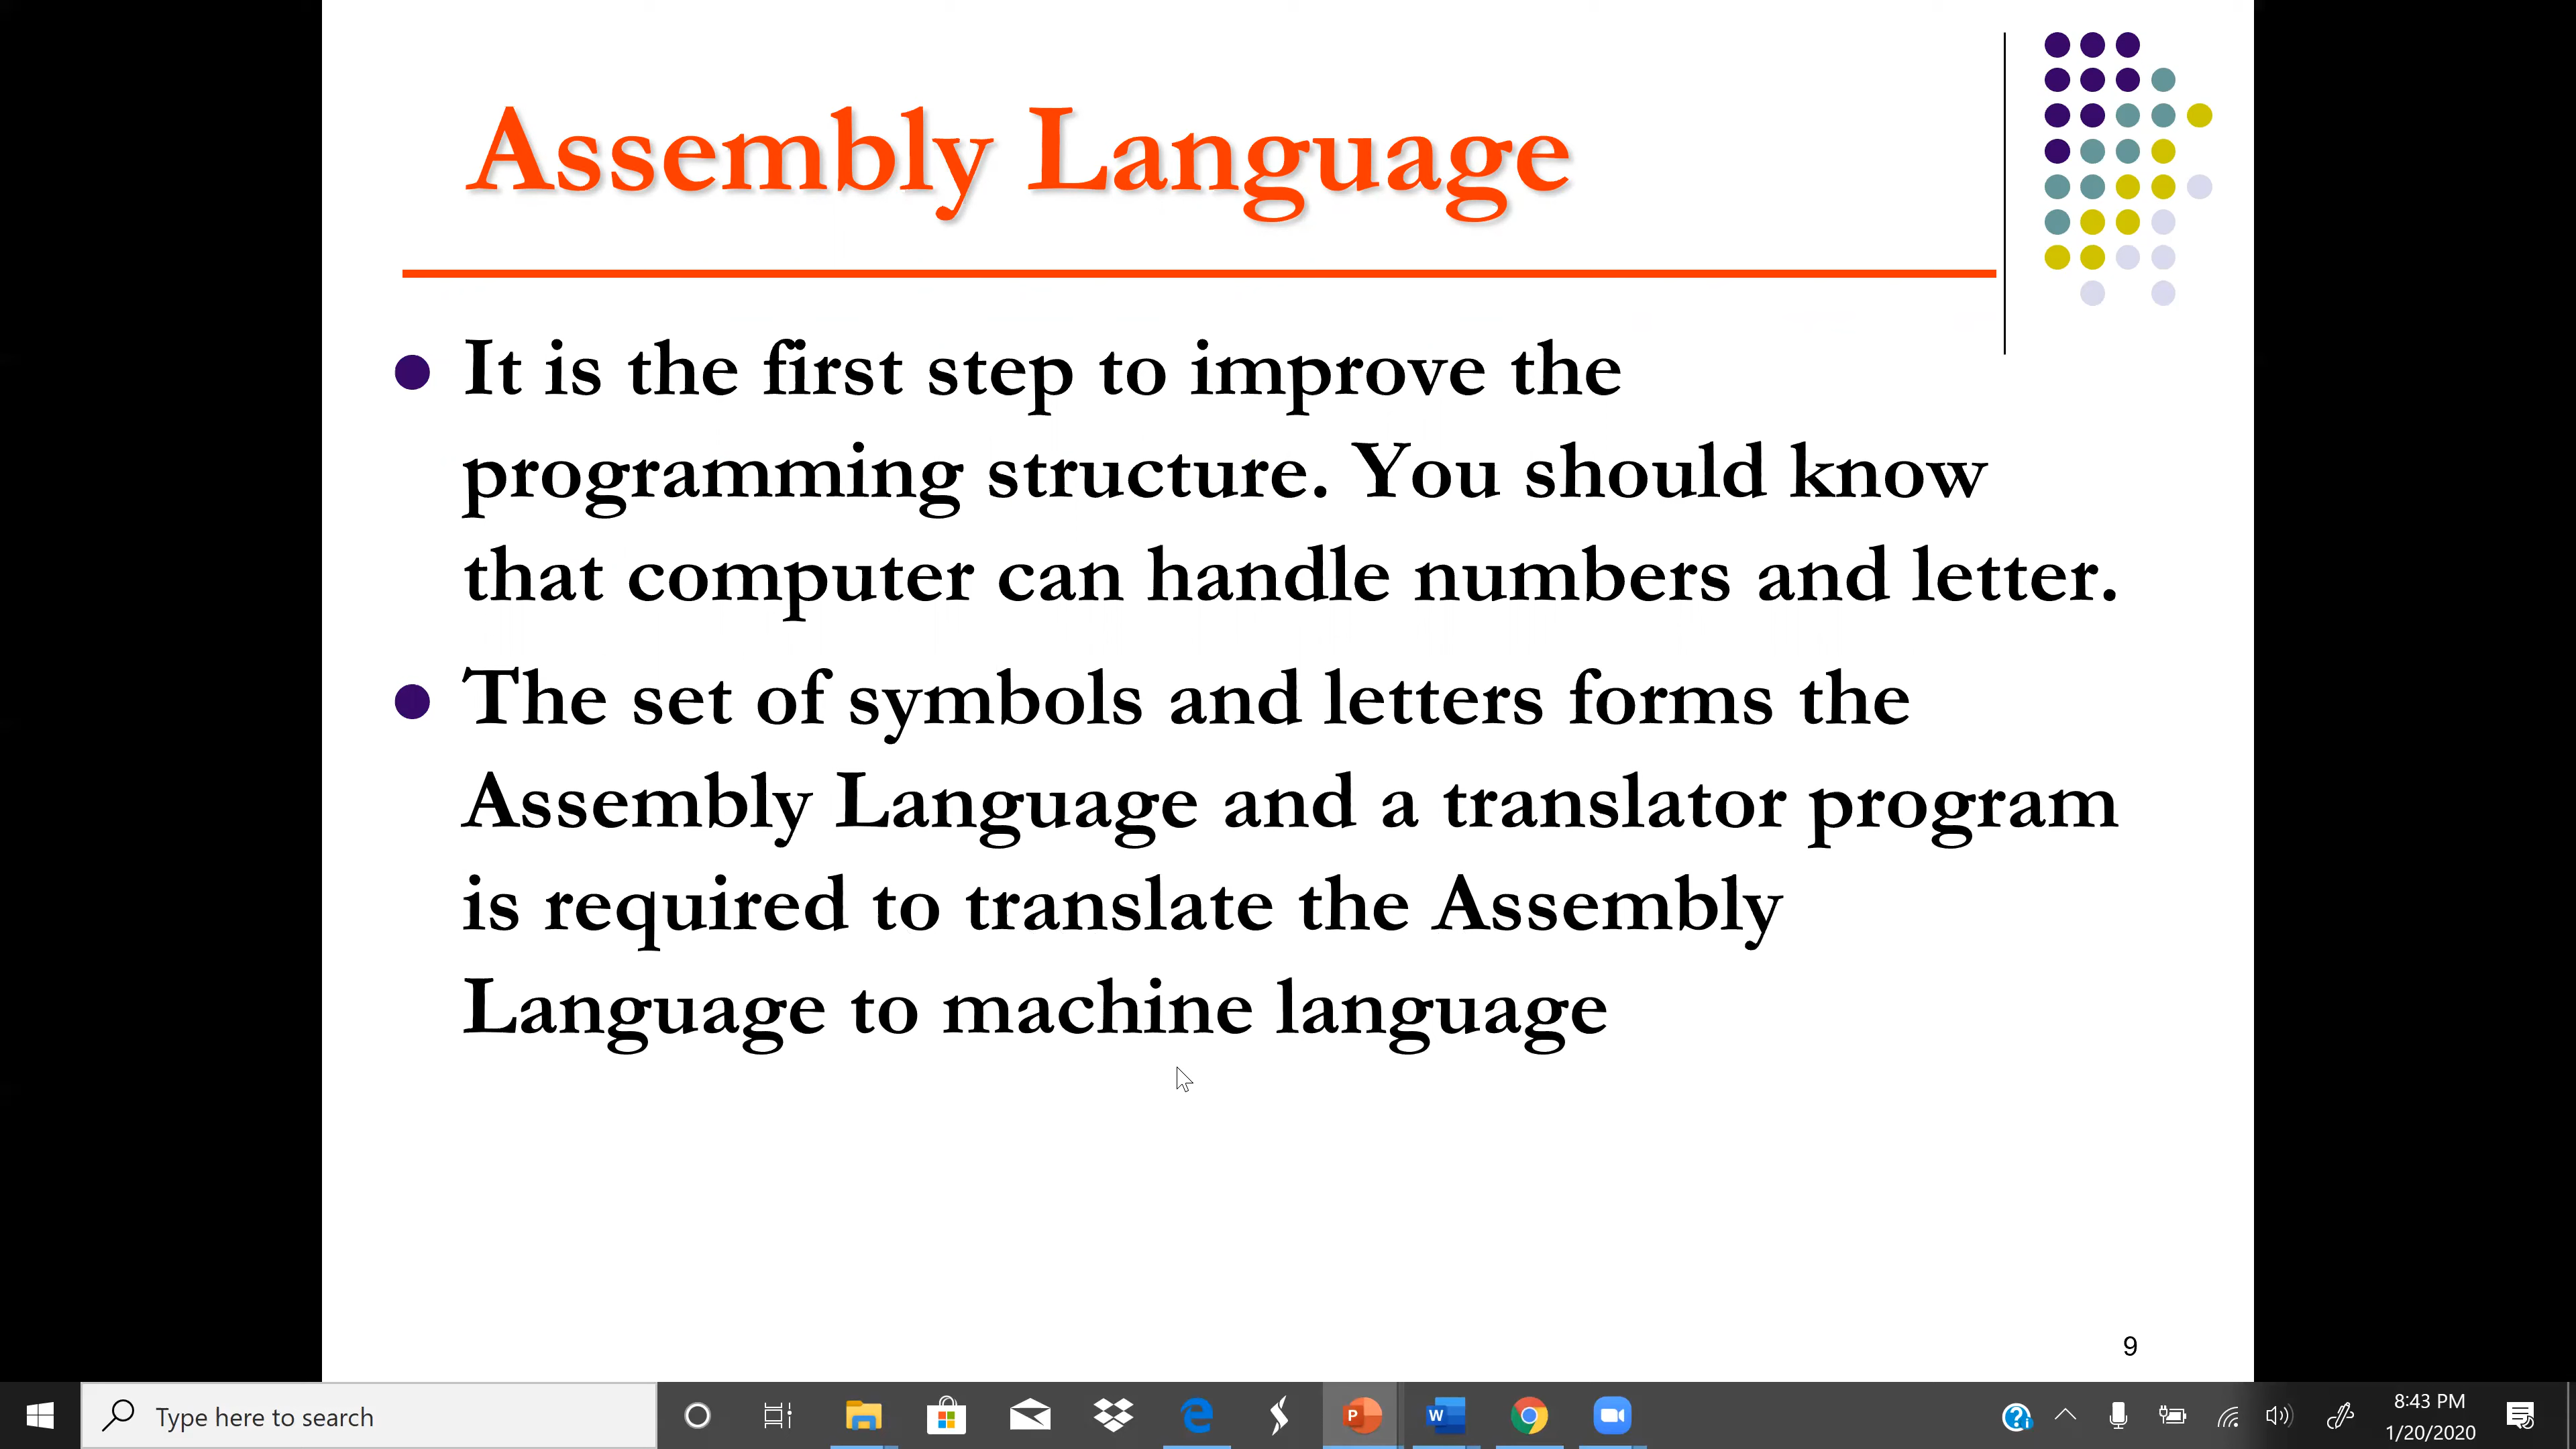 Assembly Language
It is the first step to improve the
programming structure. You should know
that computer can handle numbers and letter.
The set of symbols and letters forms the
Assembly Language and a translator program
is required to translate the Assembly
Language to machine language
9
Type here to search
8:43 PM
1/20/2020